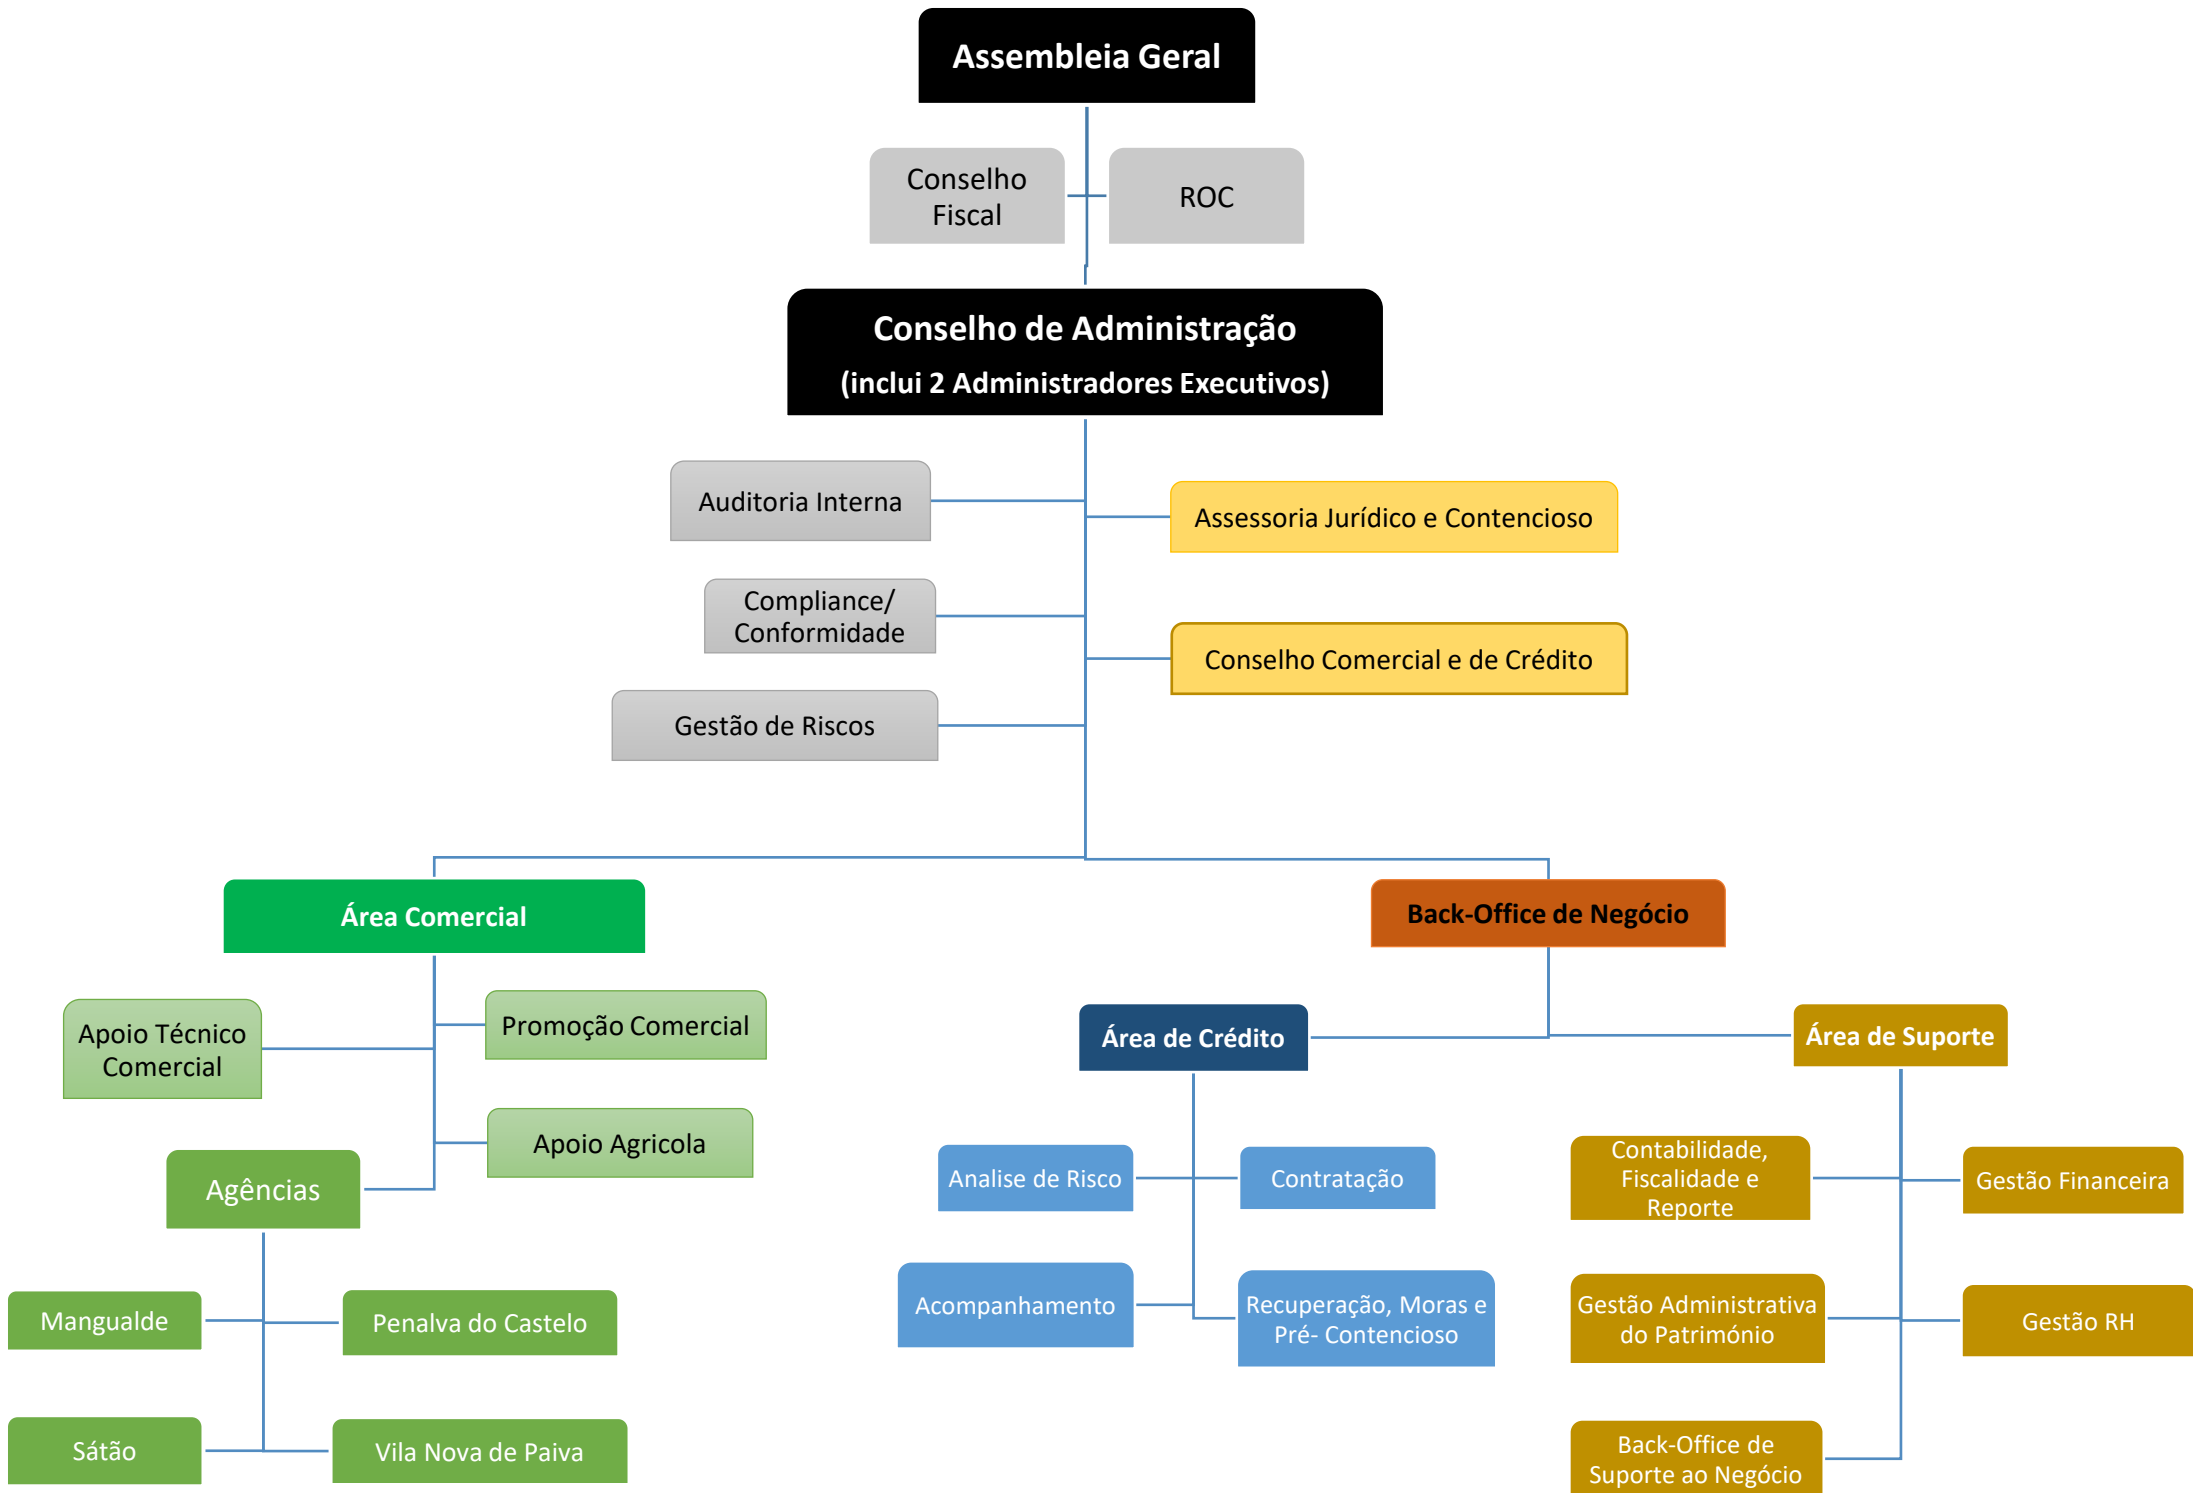 Assembleia Geral
Conselho
Fiscal
ROC
Conselho de Administração
(inclui 2 Administradores Executivos)
Auditoria Interna
Assessoria Jurídico e Contencioso
Compliance/
Conformidade
Conselho Comercial e de Crédito
Gestão de Riscos
Área Comercial
Back-Office de Negócio
Apoio Técnico
Comercial
Promoção Comercial
Apoio Agricola
Agências
Mangualde
Penalva do Castelo
Sátão
Vila Nova de Paiva
Área de Crédito
Analise de Risco
Contratação
Acompanhamento
Recuperação, Moras e
Pré- Contencioso
Área de Suporte
Contabilidade,
Fiscalidade e
Reporte
Gestão Financeira
Gestão Administrativa
do Património
Gestão RH
Back-Office de
Suporte ao Negócio